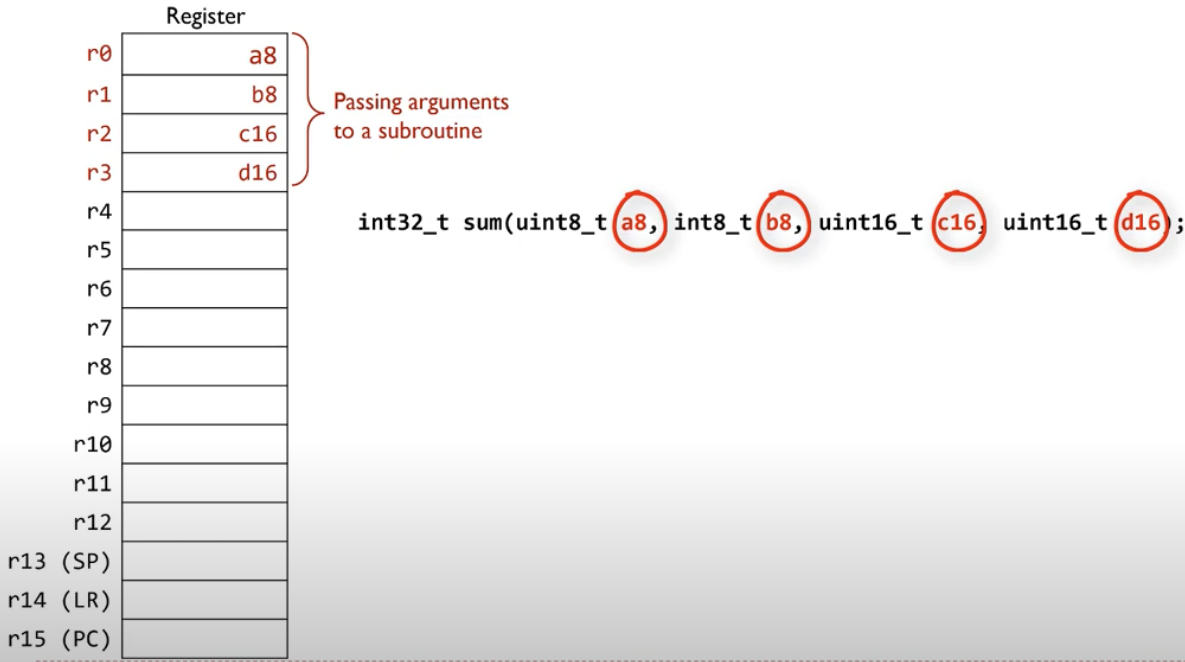 Register
r0 a8
r1 b8
r2 c16
r3 d16
Passing arguments
to a subroutine
r4
int32_t sum(uint8_t a8, int8_t b8, uint16_t c16, uint16_t d16);
r5
r6
r7
r8
r9
r10
r11
r12
r13 (SP)
r14 (LR)
r15 (PC)